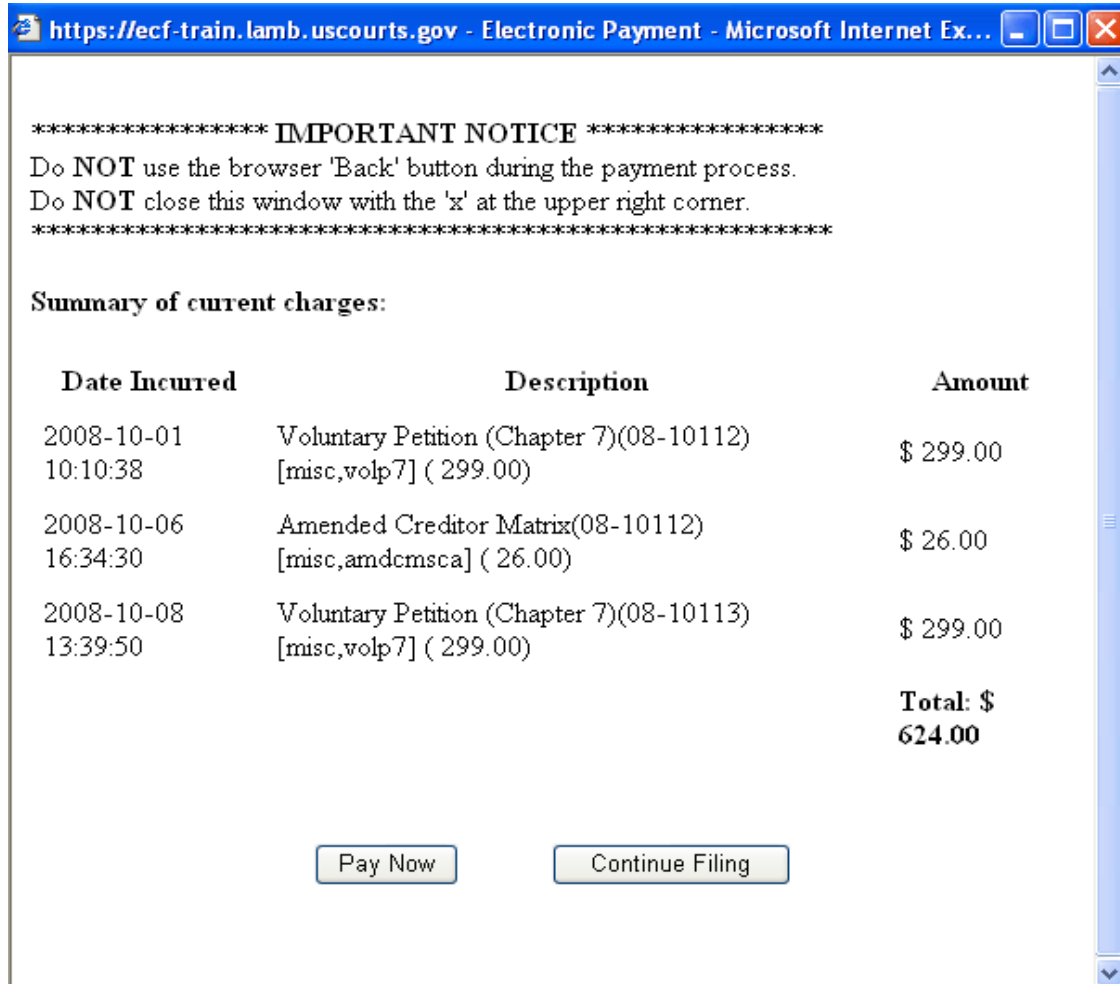 https://ecf-train.lamb.uscourts.gov - Electronic Payment - Microsoft Internet Ex...
**************** IMPORTANT NOTICE ****************
Do NOT use the browser 'Back' button during the payment process.
Do NOT close this window with the 'x' at the upper right corner.
******************************************************
Summary of current charges:
Date Incurred Description Amount
2008-10-01 Voluntary Petition (Chapter 7)(08-10112) $ 299.00
10:10:38 [misc,volp7] ( 299.00)
2008-10-06 Amended Creditor Matrix(08-10112) $ 26.00
16:34:30 [misc,amdcmsca] ( 26.00)
2008-10-08 Voluntary Petition (Chapter 7)(08-10113) $ 299.00
13:39:50 [misc,volp7] ( 299.00)
Total: $
624.00
Pay Now Continue Filing